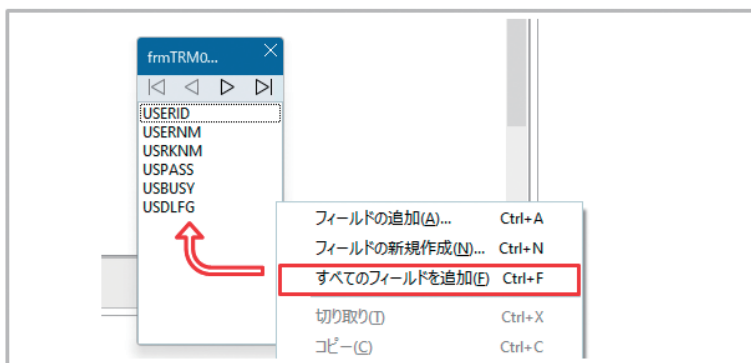 frmTRM0...
USERID
USERNM
USRKNM
USPASS
USBUSY
USDLFG
フィールドの追加(A)... Ctrl+A
フィールドの新規作成(N)... Ctrl+N
すべてのフィールドを追加(F) Ctrl+F
切り取り(T) Ctrl+X
コピー(C) Ctrl+C